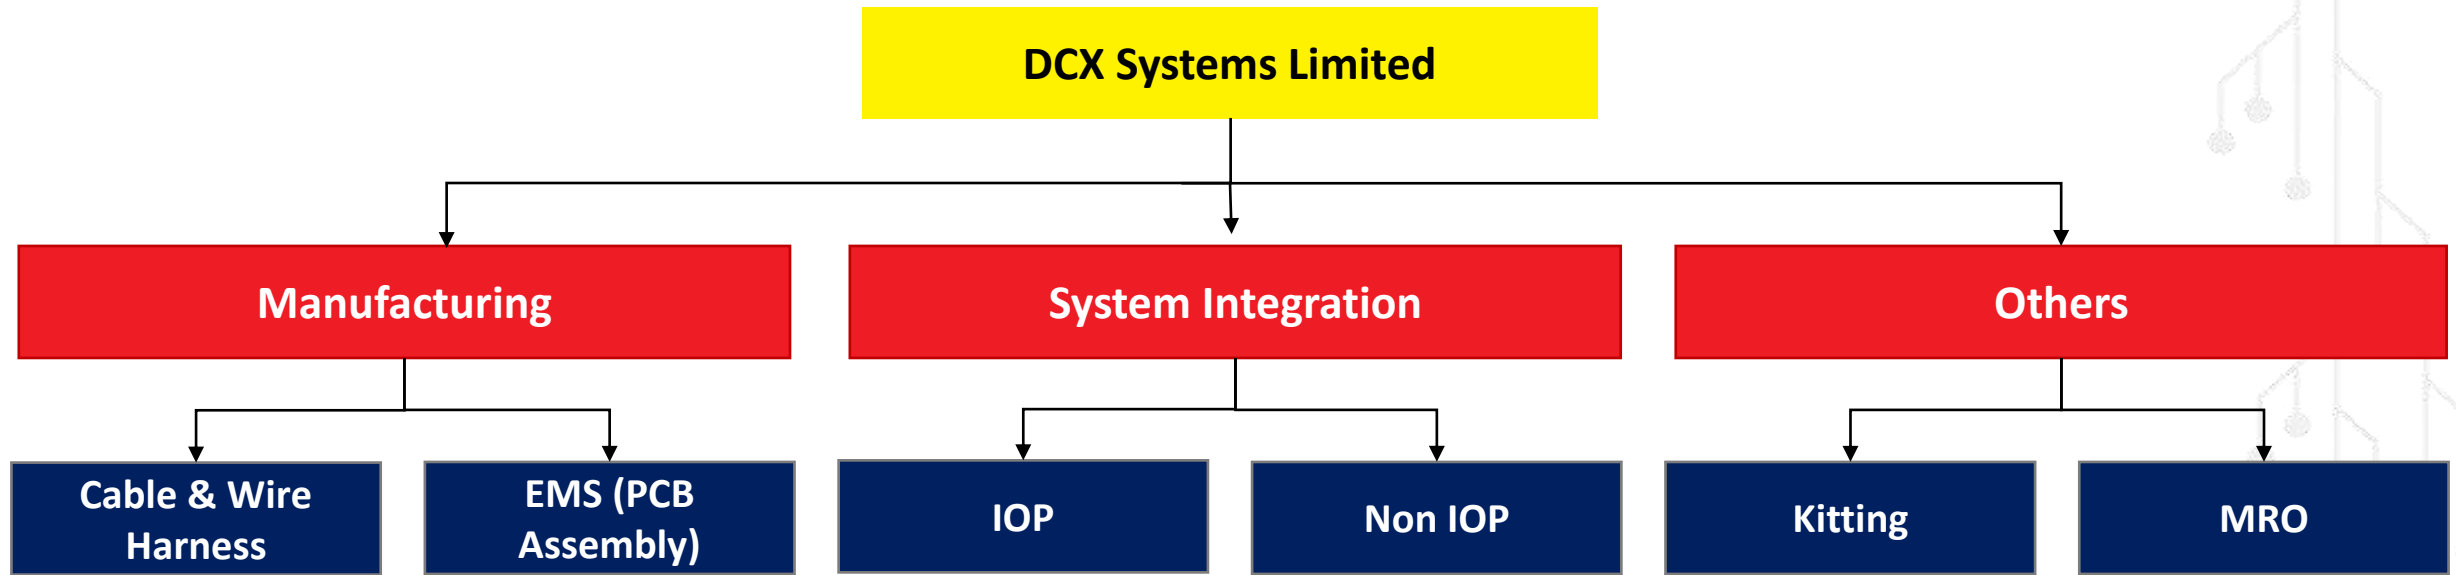 DCX Systems Limited
Manufacturing
System Integration
Others
Cable & Wire
Harness
EMS (PCB
Assembly)
IOP
Non IOP
Kitting
MRO